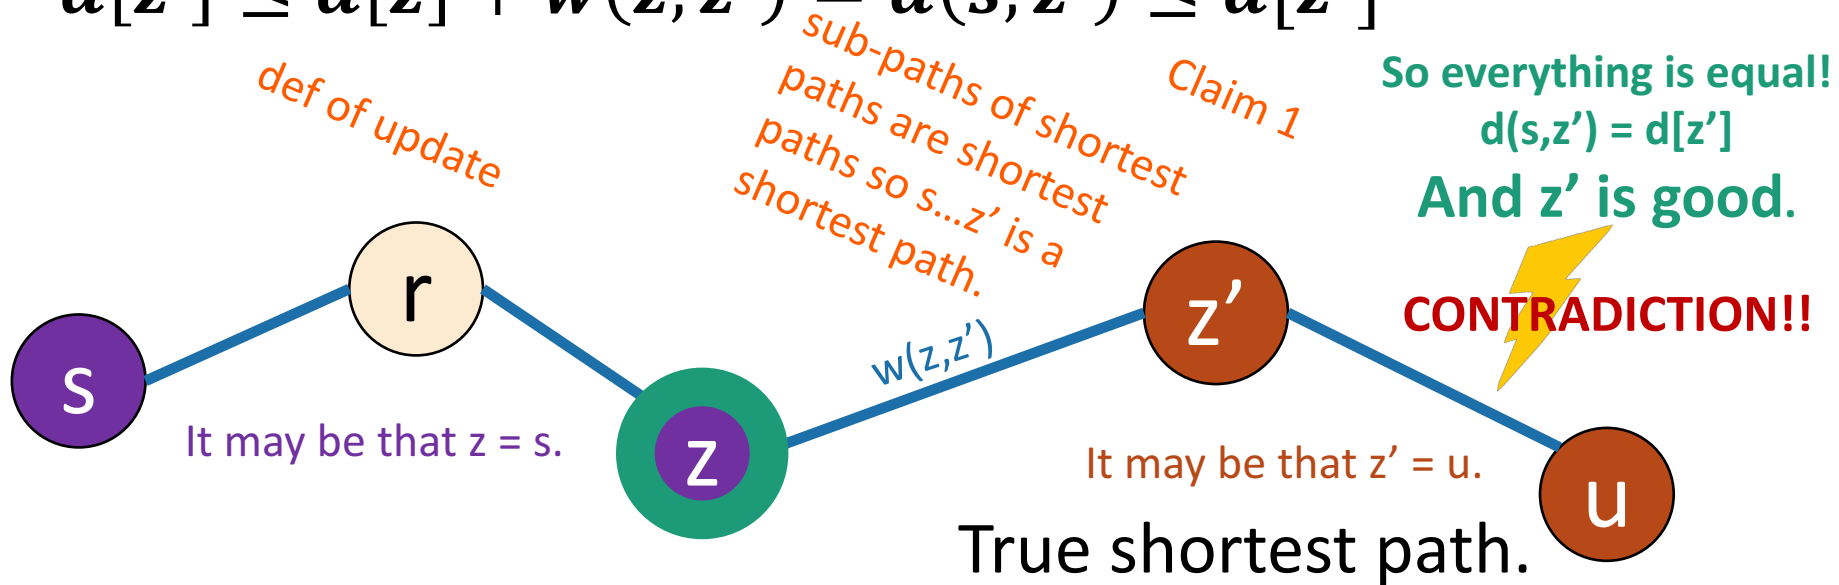 def of update
sub-paths of shortest
paths are shortest
paths so s...z’ is a
shortest path.
Claim 1
So everything is equal!
d(s,z’) = d[z’]
And z’ is good.
CONTRADICTION!!
s
r
z
w(z,z’)
z’
u
It may be that z = s.
It may be that z’ = u.
True shortest path.